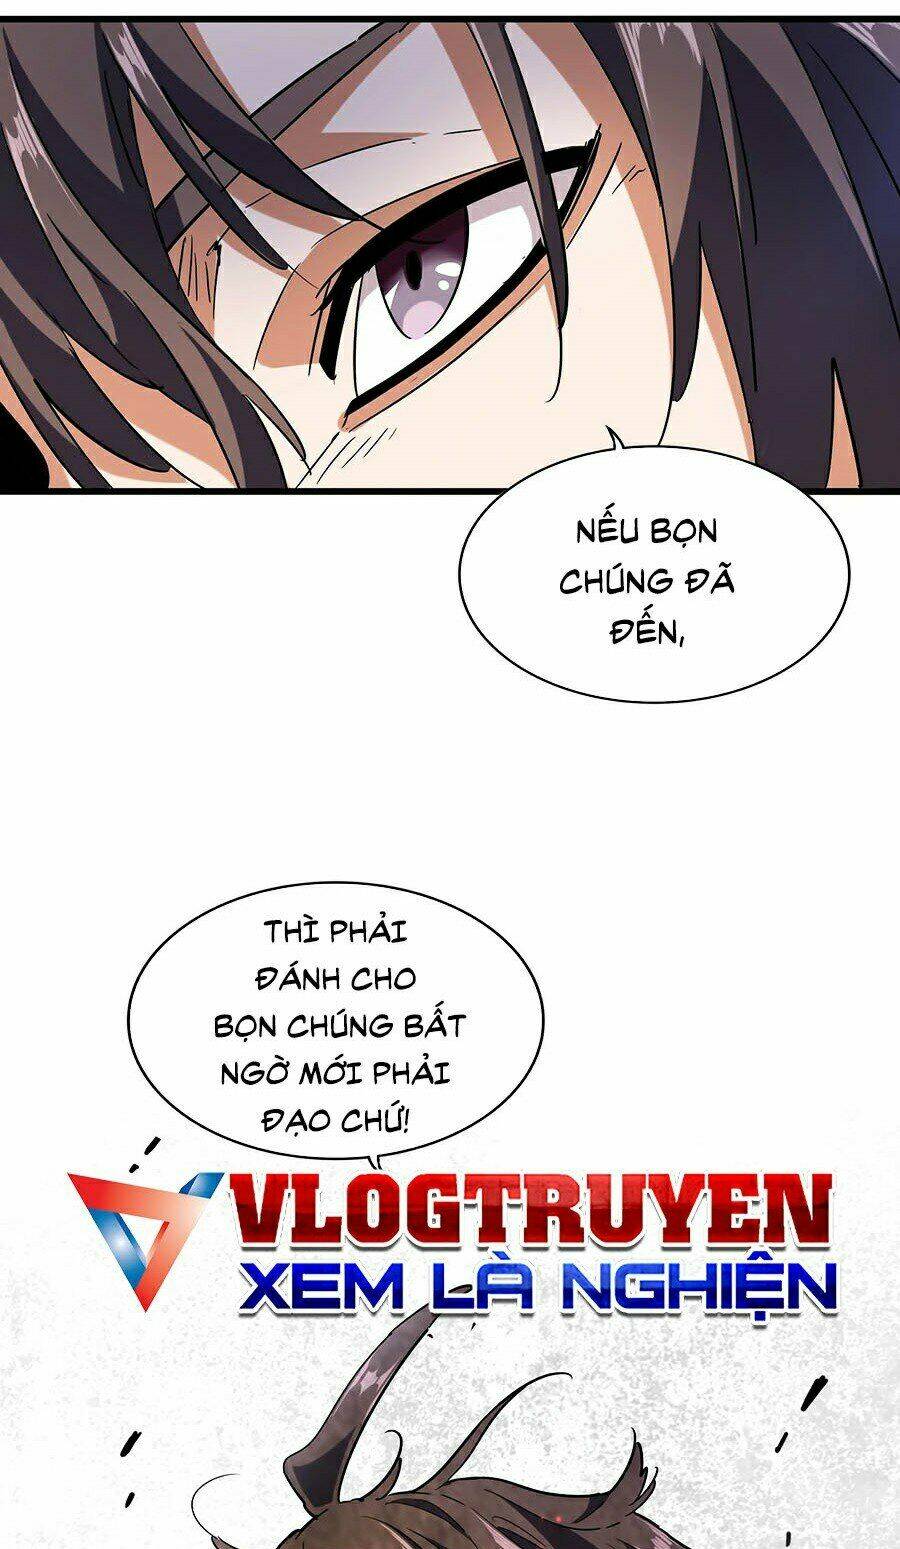 NẾU BỌN
CHÚNG ĐÃ
ĐẾN,
THÌ PHẢI
ĐÁNH CHO
BỌN CHÚNG BẤT
NGỜ MỚI PHẢI
ĐẠO CHỨ!
VLOGTRUYEN
XEM LÀ NGHIỆN